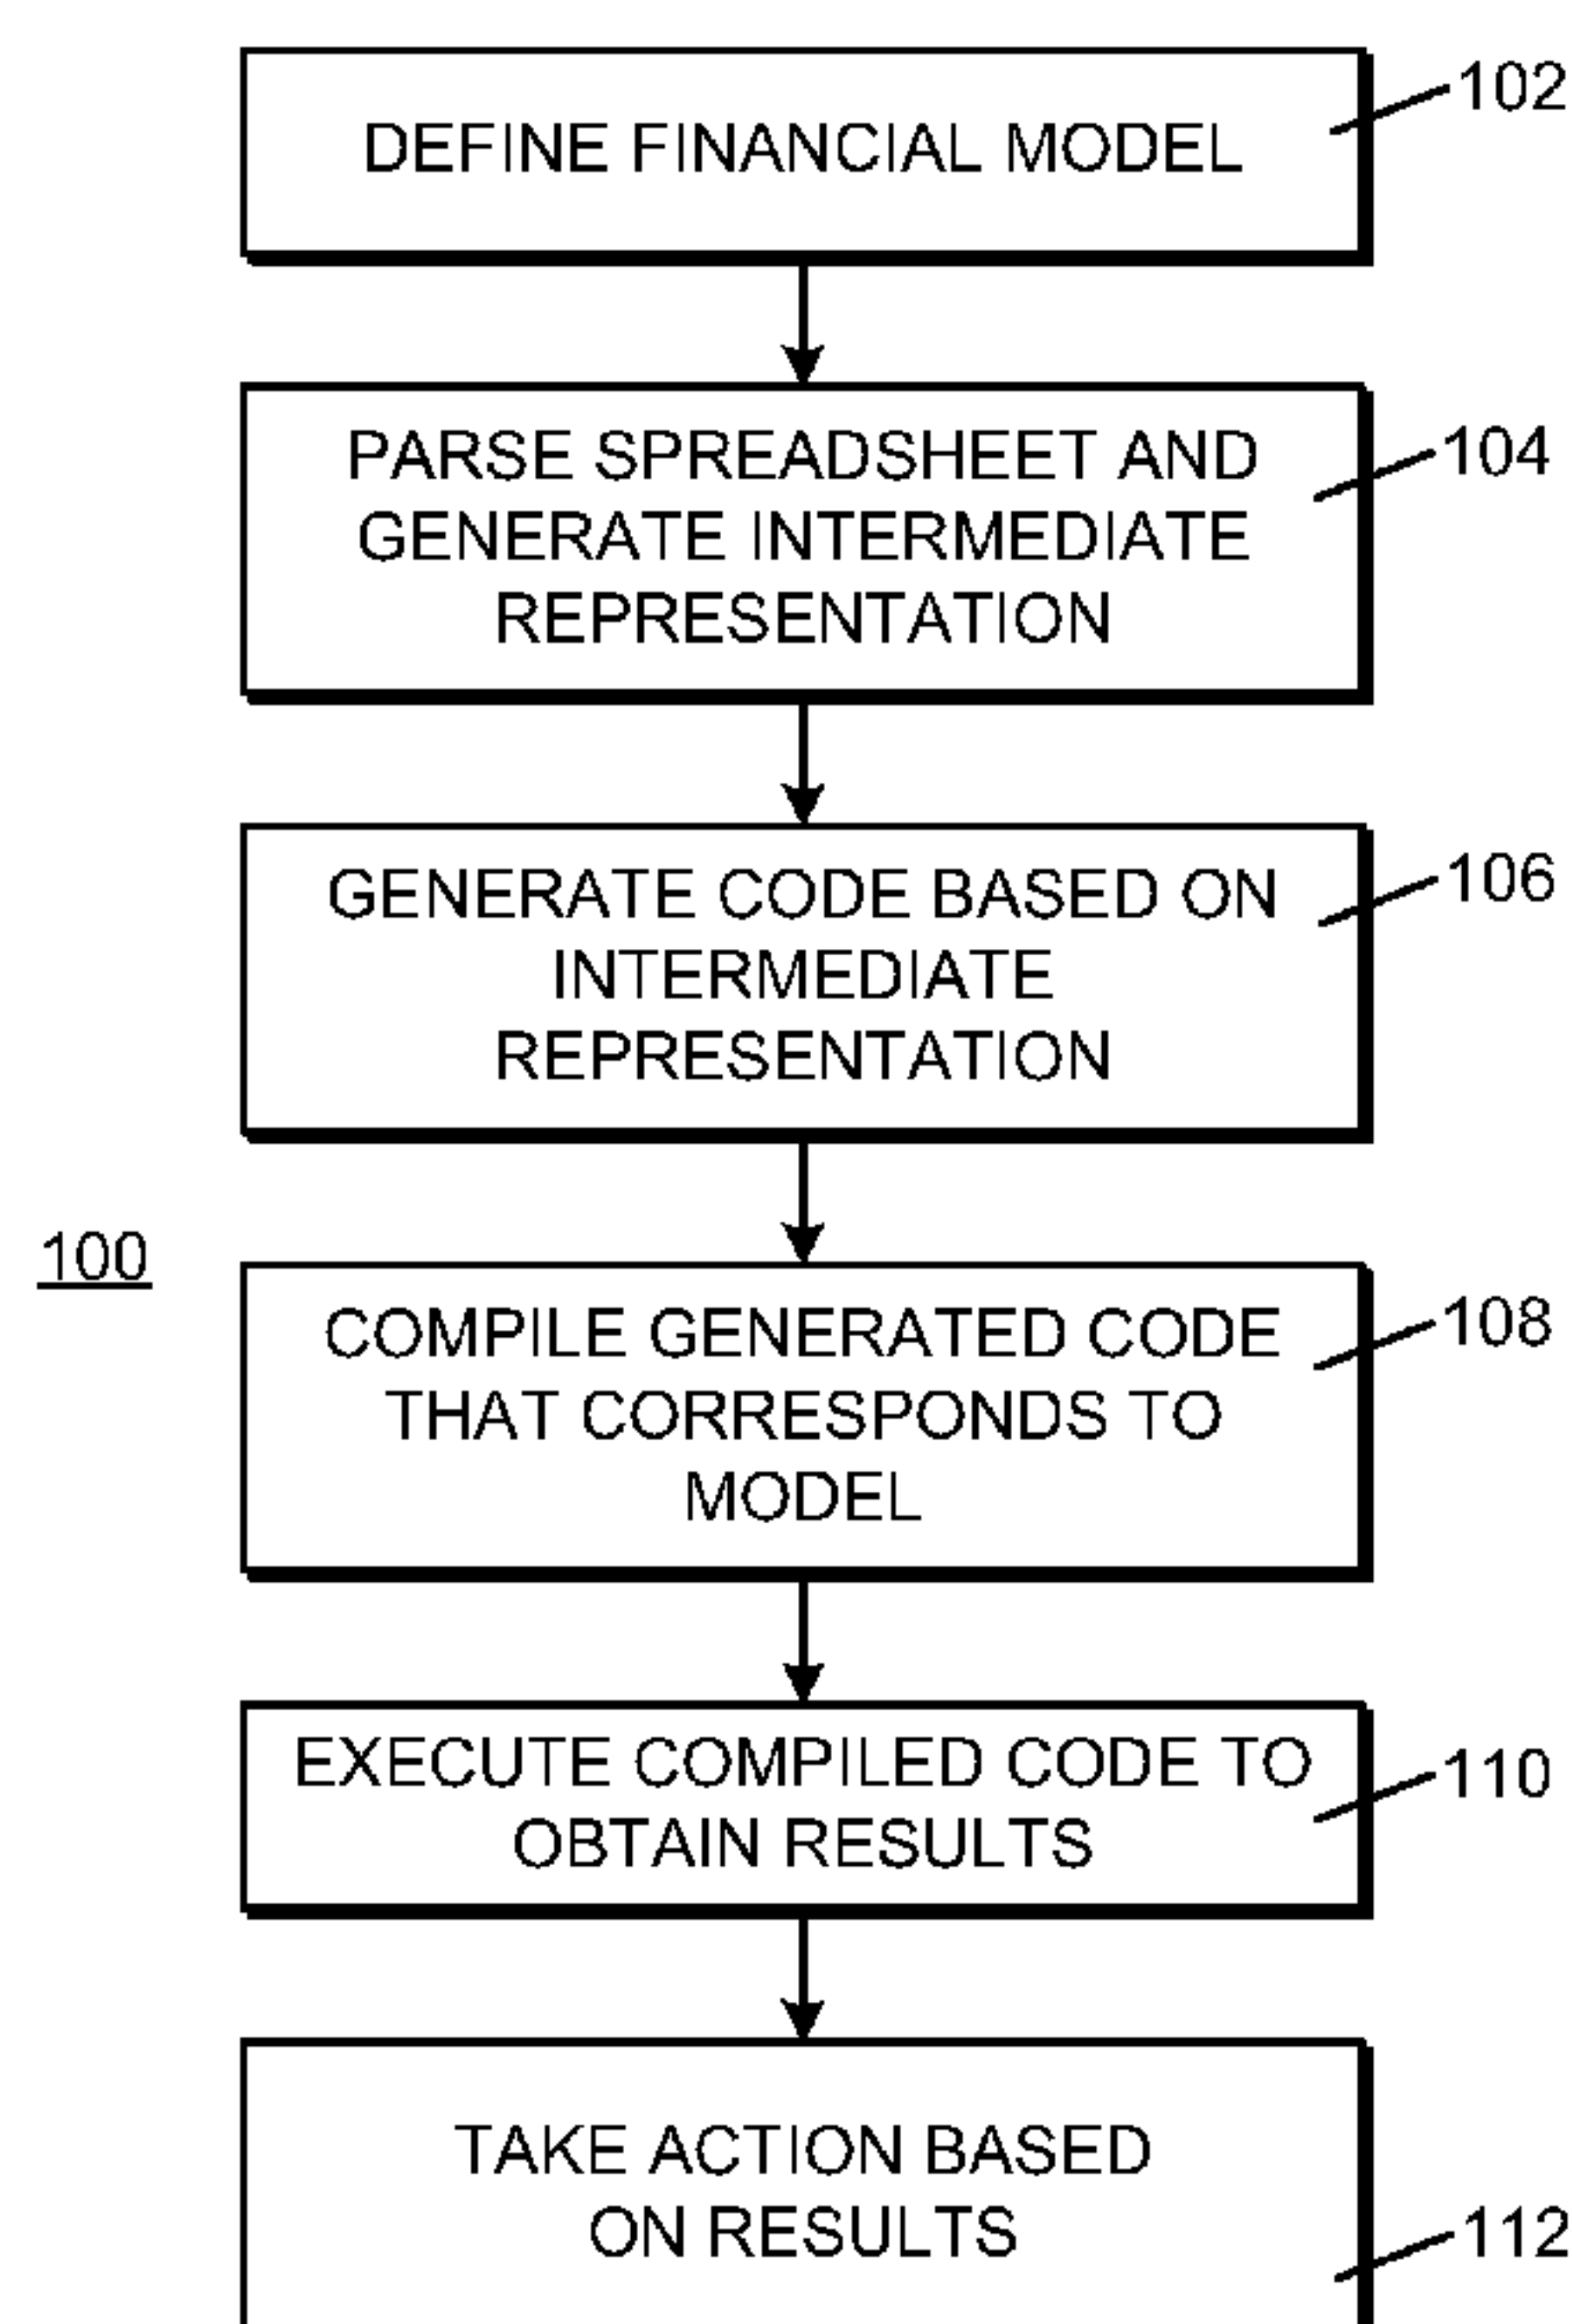 DEFINE FINANCIAL MODEL
102
PARSE SPREADSHEET AND
GENERATE INTERMEDIATE
REPRESENTATION
104
GENERATE CODE BASED ON
INTERMEDIATE
REPRESENTATION
106
100
COMPILE GENERATED CODE
THAT CORRESPONDS TO
MODEL
108
EXECUTE COMPILED CODE TO
OBTAIN RESULTS
110
TAKE ACTION BASED
ON RESULTS
112